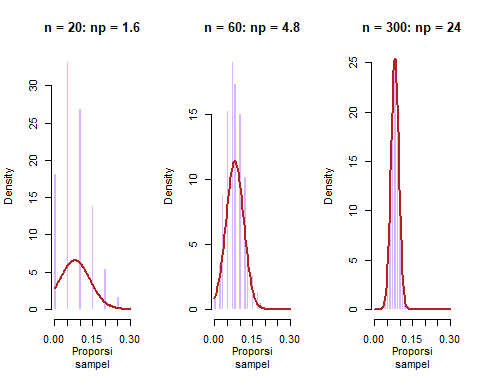 n = 20: np = 1.6
Density
0 5 10 15 20 25 30
0.00 0.15 0.30
Proporsi
sampel
n = 60: np = 4.8
Density
0 5 10 15
0.00 0.15 0.30
Proporsi
sampel
n = 300: np = 24
Density
0 5 10 15 20 25
0.00 0.15 0.30
Proporsi
sampel